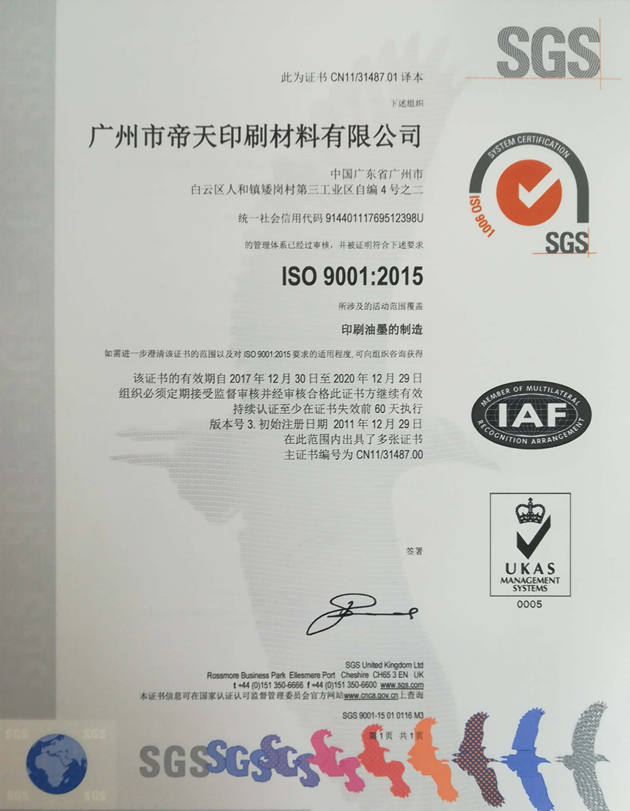 SGS
此为证书 CN11/31487.01 译本
下述组织
广州市帝天印刷材料有限公司
中国广东省广州市
白云区人和镇矮岗村第三工业区自编 4 号之二
统一社会信用代码 91440111769512398U
的管理体系已经过审核，并被证明符合下述要求
ISO 9001:2015
所涉及的活动范围覆盖
印刷油墨的制造
如需进一步澄清该证书的范围以及对 ISO 9001:2015 要求的适用程度, 可向组织咨询获得
该证书的有效期自 2017 年 12 月 30 日至 2020 年 12 月 29 日
组织必须定期接受监督审核并经审核合格此证书方继续有效
持续认证至少在证书失效前 60 天执行
版本号 3. 初始注册日期 2011 年 12 月 29 日
在此范围内出具了多张证书
主证书编号为 CN11/31487.00
SYSTEM CERTIFICATION
ISO 9001
SGS
MEMBER OF MULTILATERAL
IAF
RECOGNITION ARRANGEMENT
UKAS
MANAGEMENT
SYSTEMS
0005
签署
SGS United Kingdom Ltd
Rossmore Business Park Ellesmere Port Cheshire CH65 3 EN UK
t +44 (0)151 350-6666 f +44 (0)151 350-6600 www.sgs.com
本证书信息可在国家认证认可监督管理委员会官方网站www.cnca.gov.cn上查询
SGS 9001-15 01 0116 M3
第 1 页 共 1 页
SGS SGS
SGS SGS
SGS SGS SGS